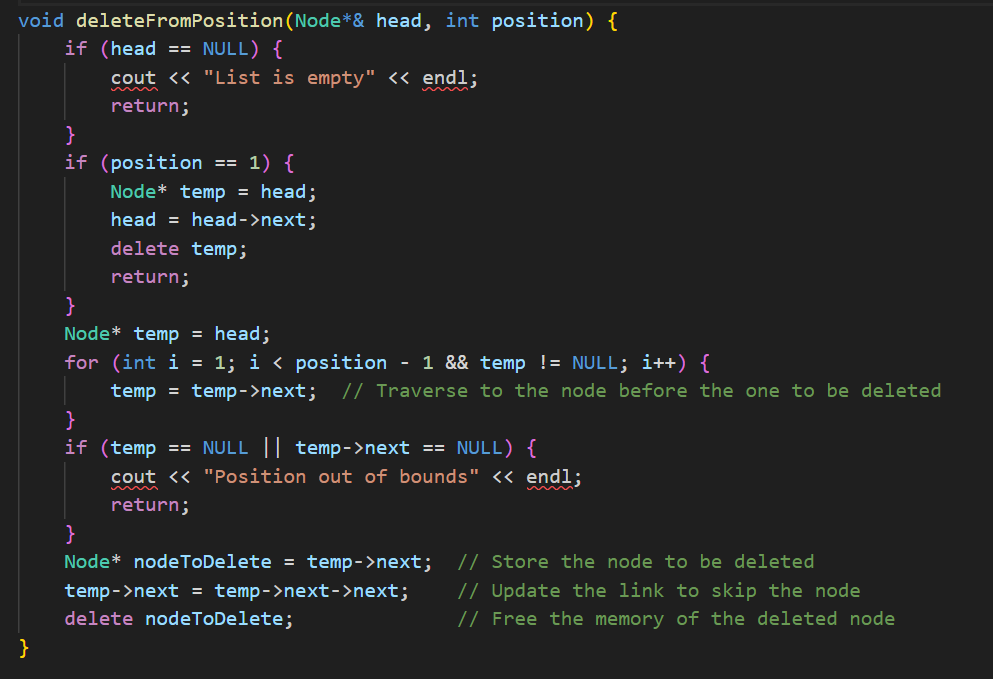 void deleteFromPosition(Node*& head, int position) {
    if (head == NULL) {
        cout << "List is empty" << endl;
        return;
    }
    if (position == 1) {
        Node* temp = head;
        head = head->next;
        delete temp;
        return;
    }
    Node* temp = head;
    for (int i = 1; i < position - 1 && temp != NULL; i++) {
        temp = temp->next;  // Traverse to the node before the one to be deleted
    }
    if (temp == NULL || temp->next == NULL) {
        cout << "Position out of bounds" << endl;
        return;
    }
    Node* nodeToDelete = temp->next;  // Store the node to be deleted
    temp->next = temp->next->next;    // Update the link to skip the node
    delete nodeToDelete;              // Free the memory of the deleted node
}